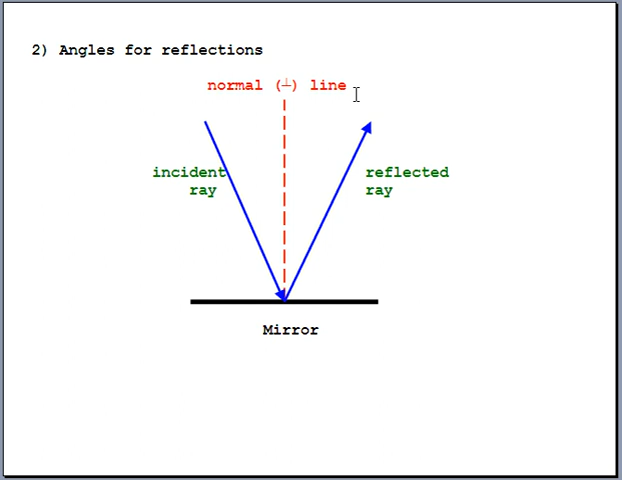 2) Angles for reflections
normal (⊥) line
incident
ray
reflected
ray
Mirror